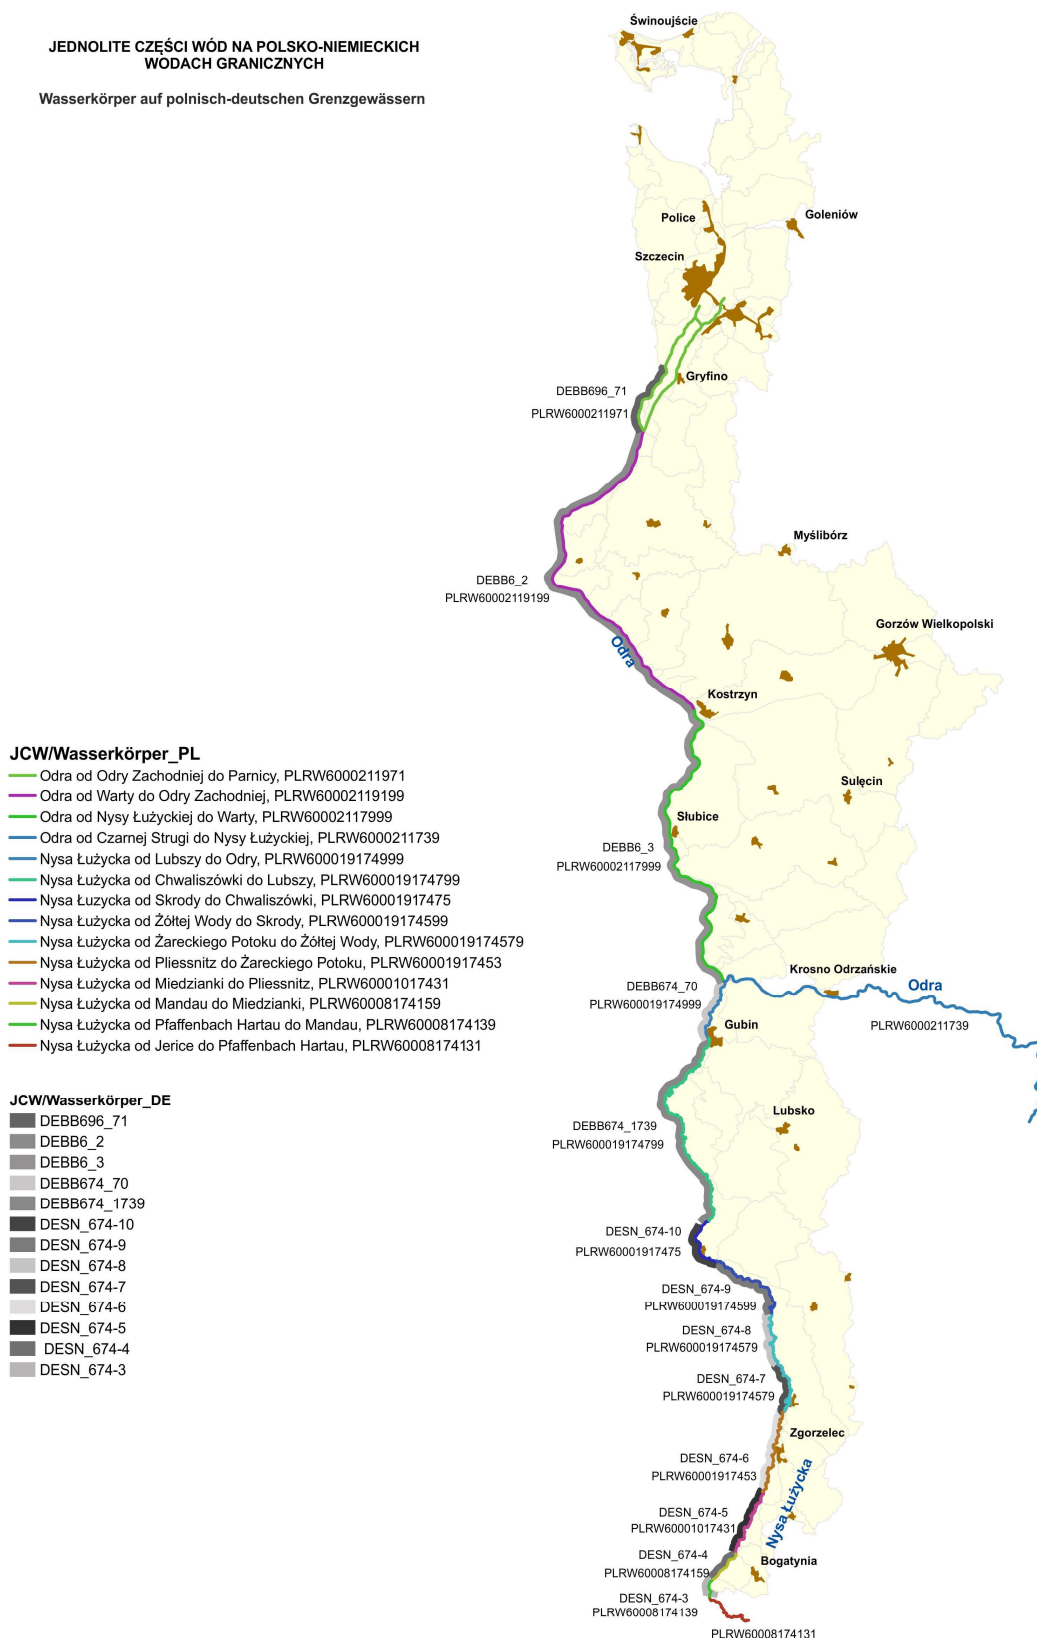 JEDNOLITE CZĘŚCI WÓD NA POLSKO-NIEMIECKICH
WODACH GRANICZNYCH
Wasserkörper auf polnisch-deutschen Grenzgewässern
Świnoujście
Police
Goleniów
Szczecin
Gryfino
DEBB696_71
PLRW6000211971
Myślibórz
DEBB6_2
PLRW60002119199
Gorzów Wielkopolski
Odra
Kostrzyn
JCW/Wasserkörper_PL
Odra od Odry Zachodniej do Parnicy, PLRW6000211971
Odra od Warty do Odry Zachodniej, PLRW60002119199
Odra od Nysy Łużyckiej do Warty, PLRW60002117999
Odra od Czarnej Strugi do Nysy Łużyckiej, PLRW6000211739
Nysa Łużycka od Lubszy do Odry, PLRW600019174999
Nysa Łużycka od Chwaliszówki do Lubszy, PLRW600019174799
Nysa Łuzycka od Skrody do Chwaliszówki, PLRW60001917475
Nysa Łużycka od Żółtej Wody do Skrody, PLRW600019174599
Nysa Łużycka od Żareckiego Potoku do Żółtej Wody, PLRW600019174579
Nysa Łużycka od Pliessnitz do Żareckiego Potoku, PLRW60001917453
Nysa Łużycka od Miedzianki do Pliessnitz, PLRW60001017431
Nysa Łużycka od Mandau do Miedzianki, PLRW60008174159
Nysa Łużycka od Pfaffenbach Hartau do Mandau, PLRW60008174139
Nysa Łużycka od Jerice do Pfaffenbach Hartau, PLRW60008174131
Sulęcin
Słubice
DEBB6_3
PLRW60002117999
Krosno Odrzańskie
DEBB674_70
PLRW600019174999
Odra
PLRW6000211739
Gubin
JCW/Wasserkörper_DE
DEBB696_71
DEBB6_2
DEBB6_3
DEBB674_70
DEBB674_1739
DESN_674-10
DESN_674-9
DESN_674-8
DESN_674-7
DESN_674-6
DESN_674-5
DESN_674-4
DESN_674-3
Lubsko
DEBB674_1739
PLRW600019174799
DESN_674-10
PLRW60001917475
DESN_674-9
PLRW600019174599
DESN_674-8
PLRW600019174579
DESN_674-7
PLRW600019174579
Zgorzelec
DESN_674-6
PLRW60001917453
Nysa Łużycka
DESN_674-5
PLRW60001017431
DESN_674-4
PLRW60008174159
Bogatynia
DESN_674-3
PLRW60008174139
PLRW60008174131